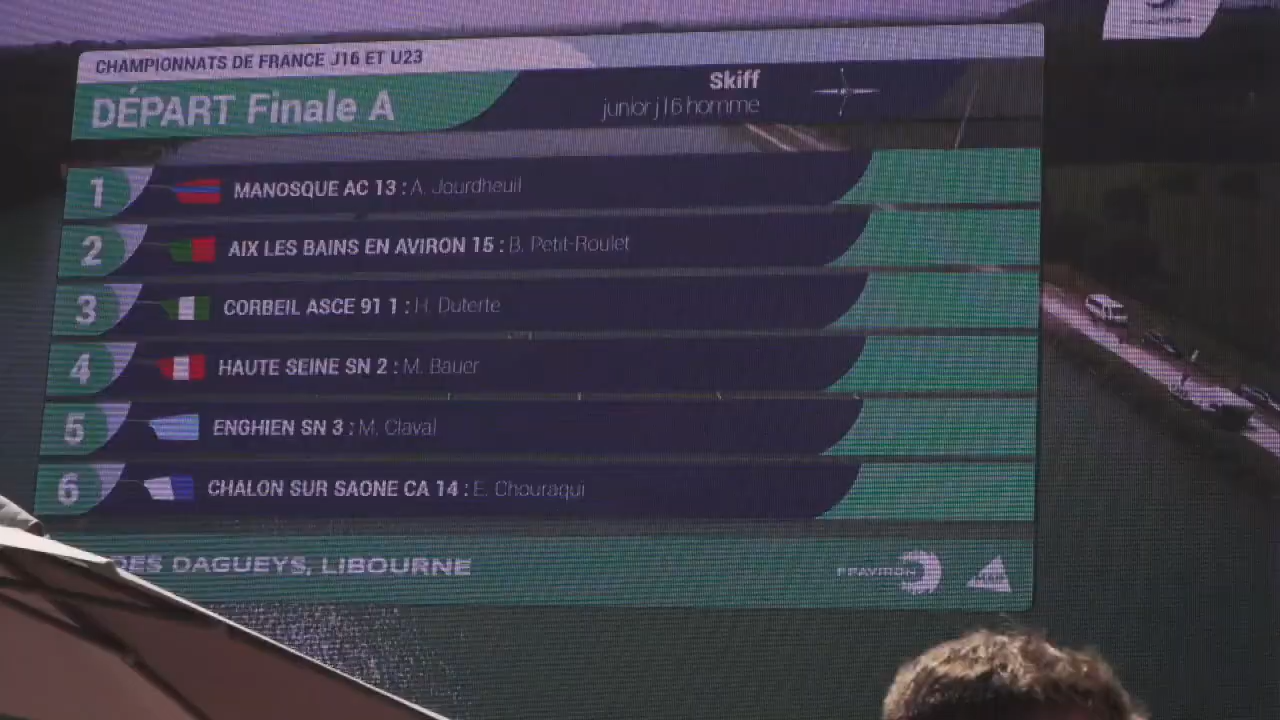 CHAMPIONNATS DE FRANCE J16 ET U23
DÉPART Finale A
Skiff
junior j16 homme
1 MANOSQUE AC 13 : A. Jourdheuil
2 AIX LES BAINS EN AVIRON 15 : B. Petit-Roulet
3 CORBEIL ASCE 91 1 : H. Duterte
4 HAUTE SEINE SN 2 : M. Bauer
5 ENGHIEN SN 3 : M. Claval
6 CHALON SUR SAONE CA 14 : E. Chouraqui
DES DAGUEYS, LIBOURNE
FFAVIRON